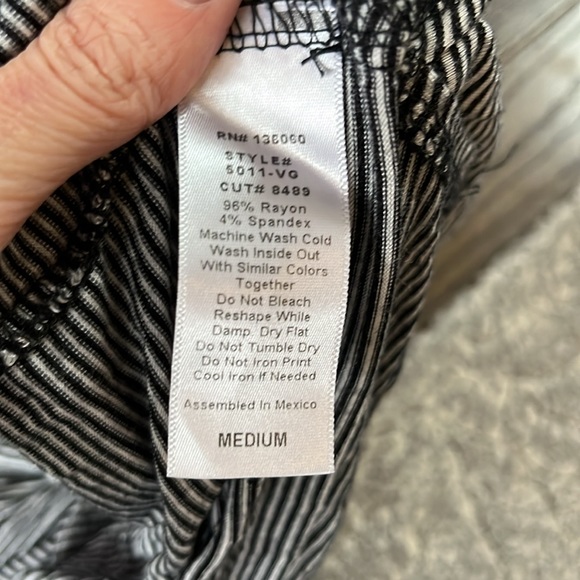 RN# 136060
STYLE#
5011-VG
CUT# 8489
96% Rayon
4% Spandex
Machine Wash Cold
Wash Inside Out
With Similar Colors
Together
Do Not Bleach
Reshape While
Damp. Dry Flat
Do Not Tumble Dry
Do Not Iron Print
Cool Iron If Needed
Assembled In Mexico
MEDIUM